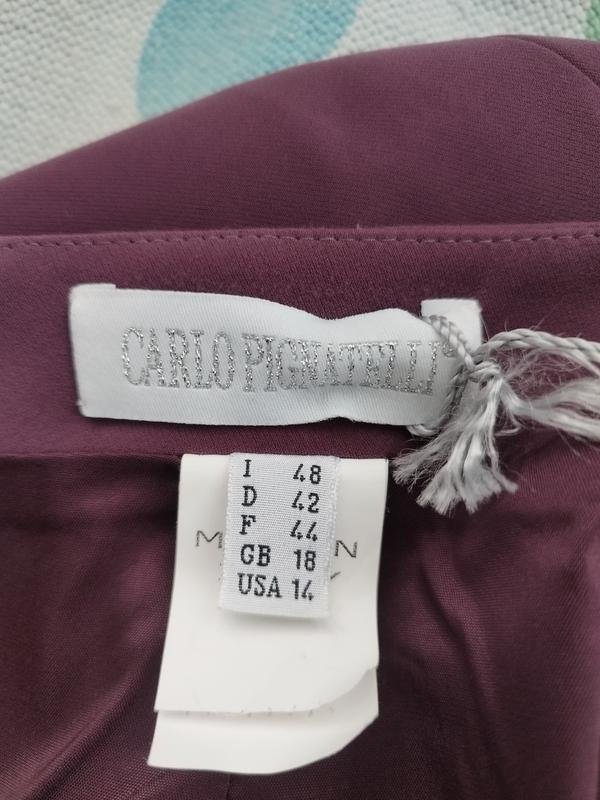 CARLO PIGNATELLI
I 48
D 42
F 44
GB 18
USA 14